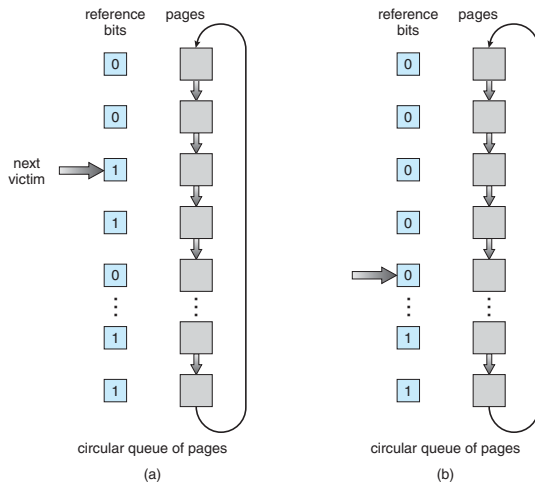 reference bits
pages
0
0
next victim
1
1
0
1
1
circular queue of pages
(a)
reference bits
pages
0
0
0
0
0
1
1
circular queue of pages
(b)